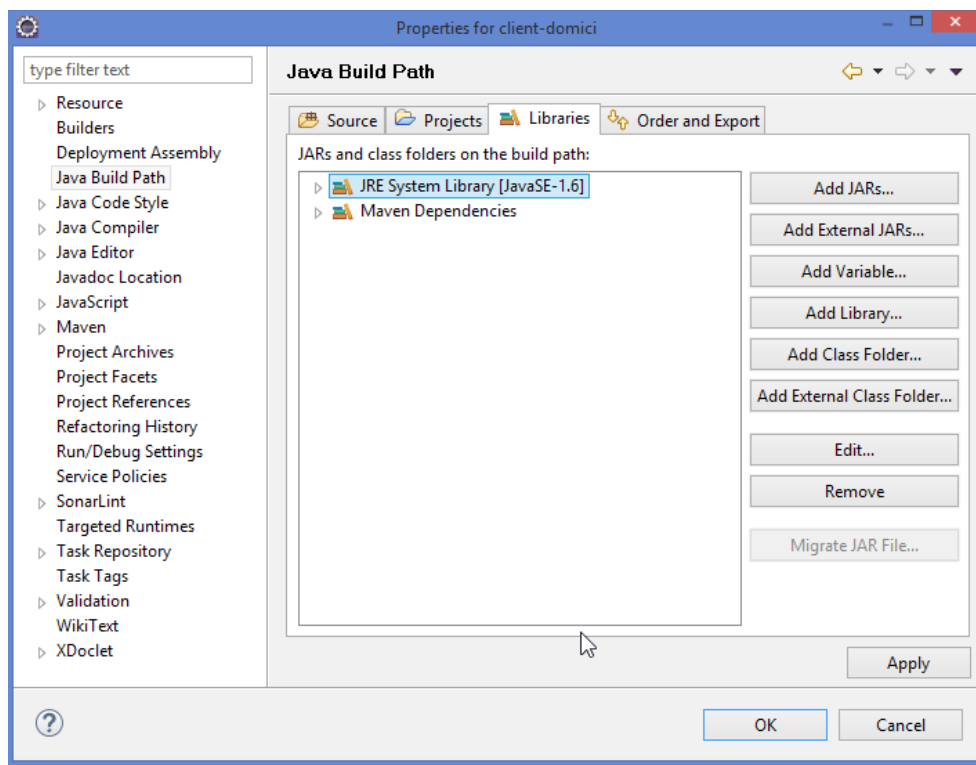 Properties for client-domici
type filter text
Resource
Builders
Deployment Assembly
Java Build Path
Java Code Style
Java Compiler
Java Editor
Javadoc Location
JavaScript
Maven
Project Archives
Project Facets
Project References
Refactoring History
Run/Debug Settings
Service Policies
SonarLint
Targeted Runtimes
Task Repository
Task Tags
Validation
WikiText
XDoclet
Java Build Path
Source Projects Libraries Order and Export
JARs and class folders on the build path:
JRE System Library [JavaSE-1.6]
Maven Dependencies
Add JARs...
Add External JARs...
Add Variable...
Add Library...
Add Class Folder...
Add External Class Folder...
Edit...
Remove
Migrate JAR File...
Apply
OK Cancel